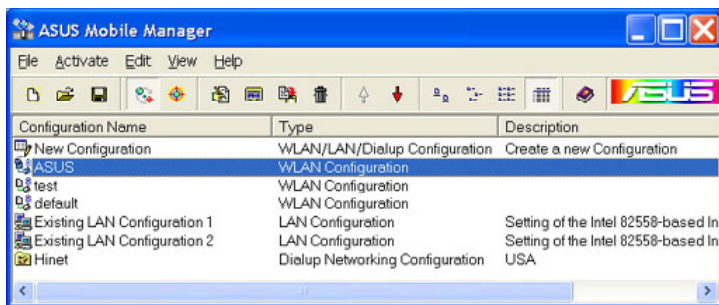 ASUS Mobile Manager
File Activate Edit View Help
ASUS
Configuration Name Type Description
New Configuration WLAN/LAN/Dialup Configuration Create a new Configuration
ASUS WLAN Configuration
test WLAN Configuration
default WLAN Configuration
Existing LAN Configuration 1 LAN Configuration Setting of the Intel 82558-based In
Existing LAN Configuration 2 LAN Configuration Setting of the Intel 82558-based In
Hinet Dialup Networking Configuration USA